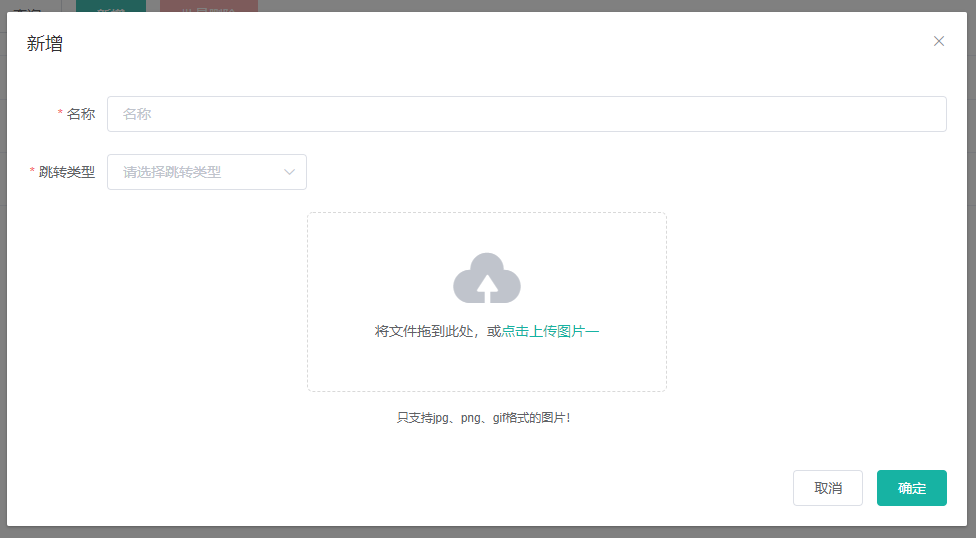 新增
* 名称 名称
* 跳转类型 请选择跳转类型
将文件拖到此处，或点击上传图片一
只支持jpg、png、gif格式的图片!
取消 确定